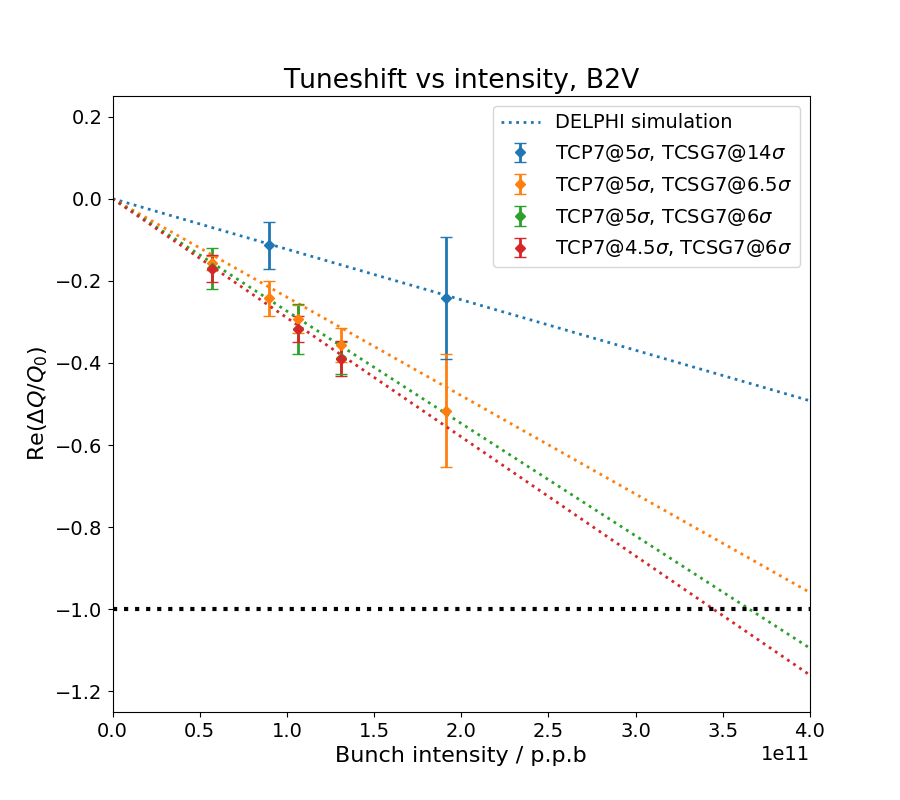 Tuneshift vs intensity, B2V
DELPHI simulation
TCP7@5σ, TCSG7@14σ
TCP7@5σ, TCSG7@6.5σ
TCP7@5σ, TCSG7@6σ
TCP7@4.5σ, TCSG7@6σ
Re(ΔQ/Q₀)
0.2
0.0
−0.2
−0.4
−0.6
−0.8
−1.0
−1.2
0.0 0.5 1.0 1.5 2.0 2.5 3.0 3.5 4.0
Bunch intensity / p.p.b
1e11